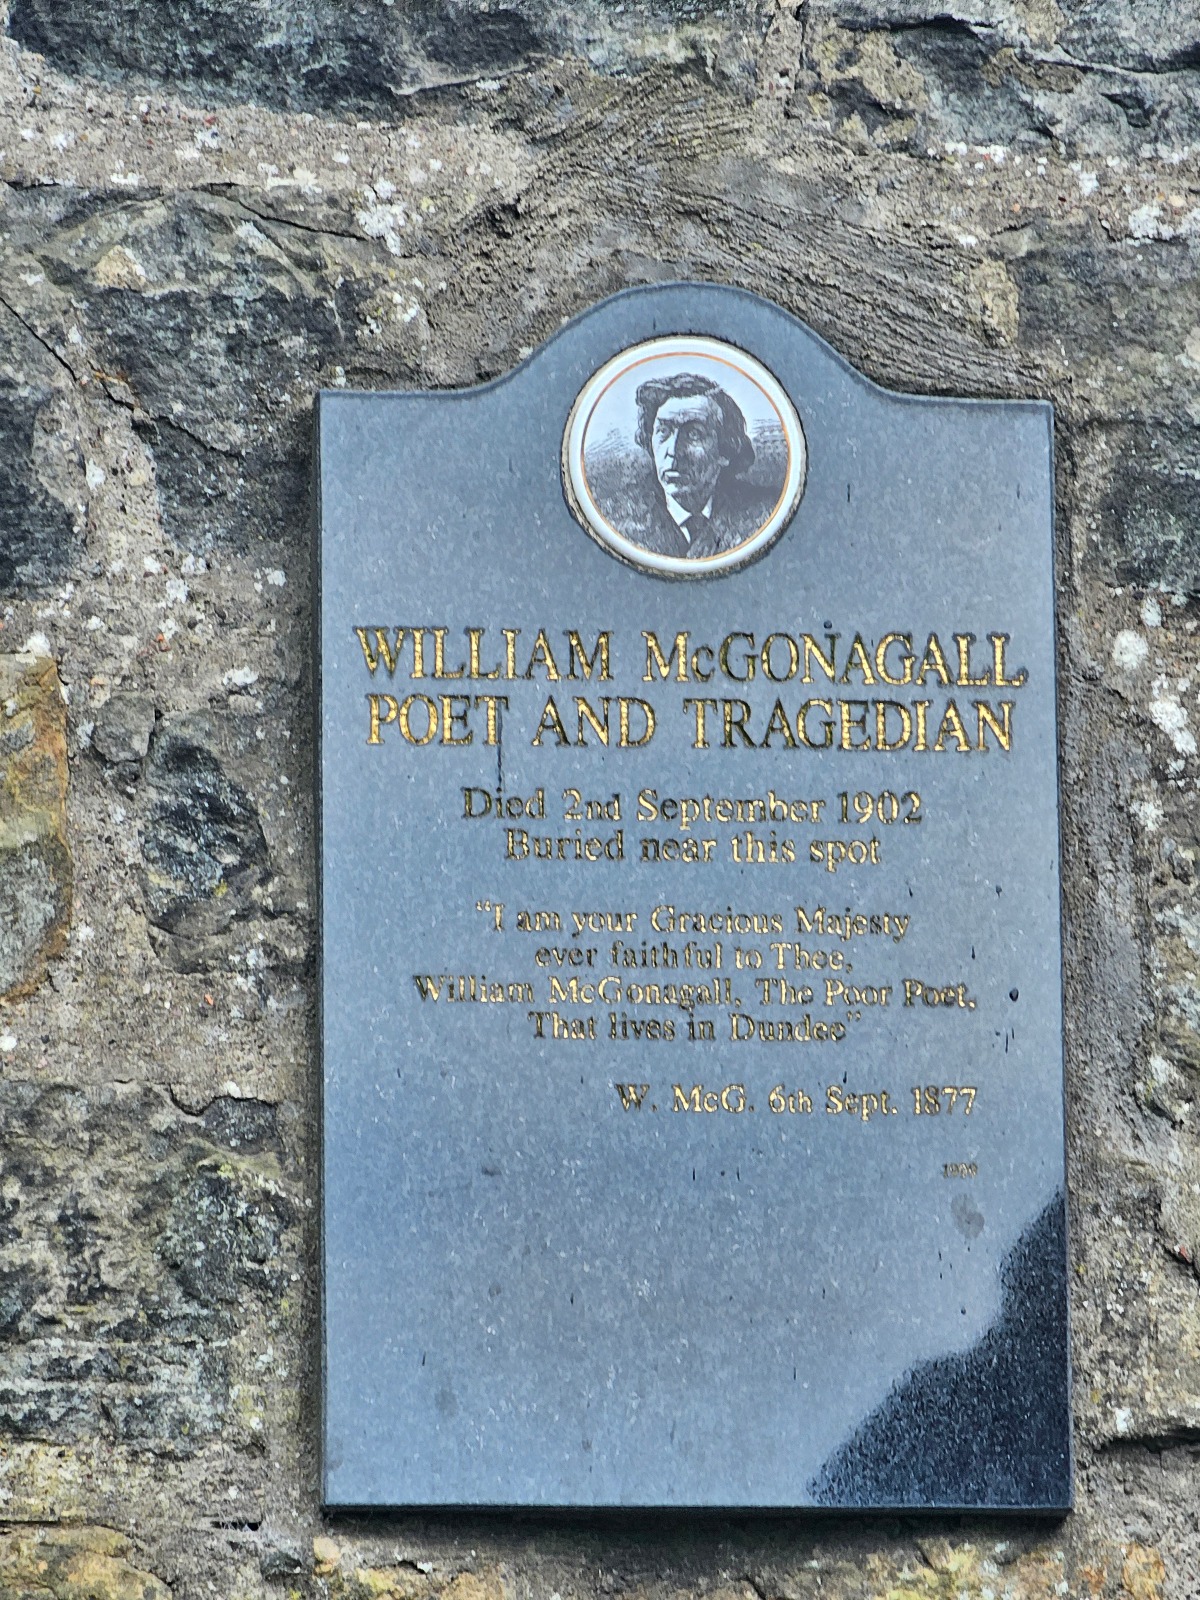 WILLIAM McGONAGALL
POET AND TRAGEDIAN
Died 2nd September 1902
Buried near this spot
“I am your Gracious Majesty
ever faithful to Thee,
William McGonagall, The Poor Poet,
That lives in Dundee”
W. McG. 6th Sept. 1877